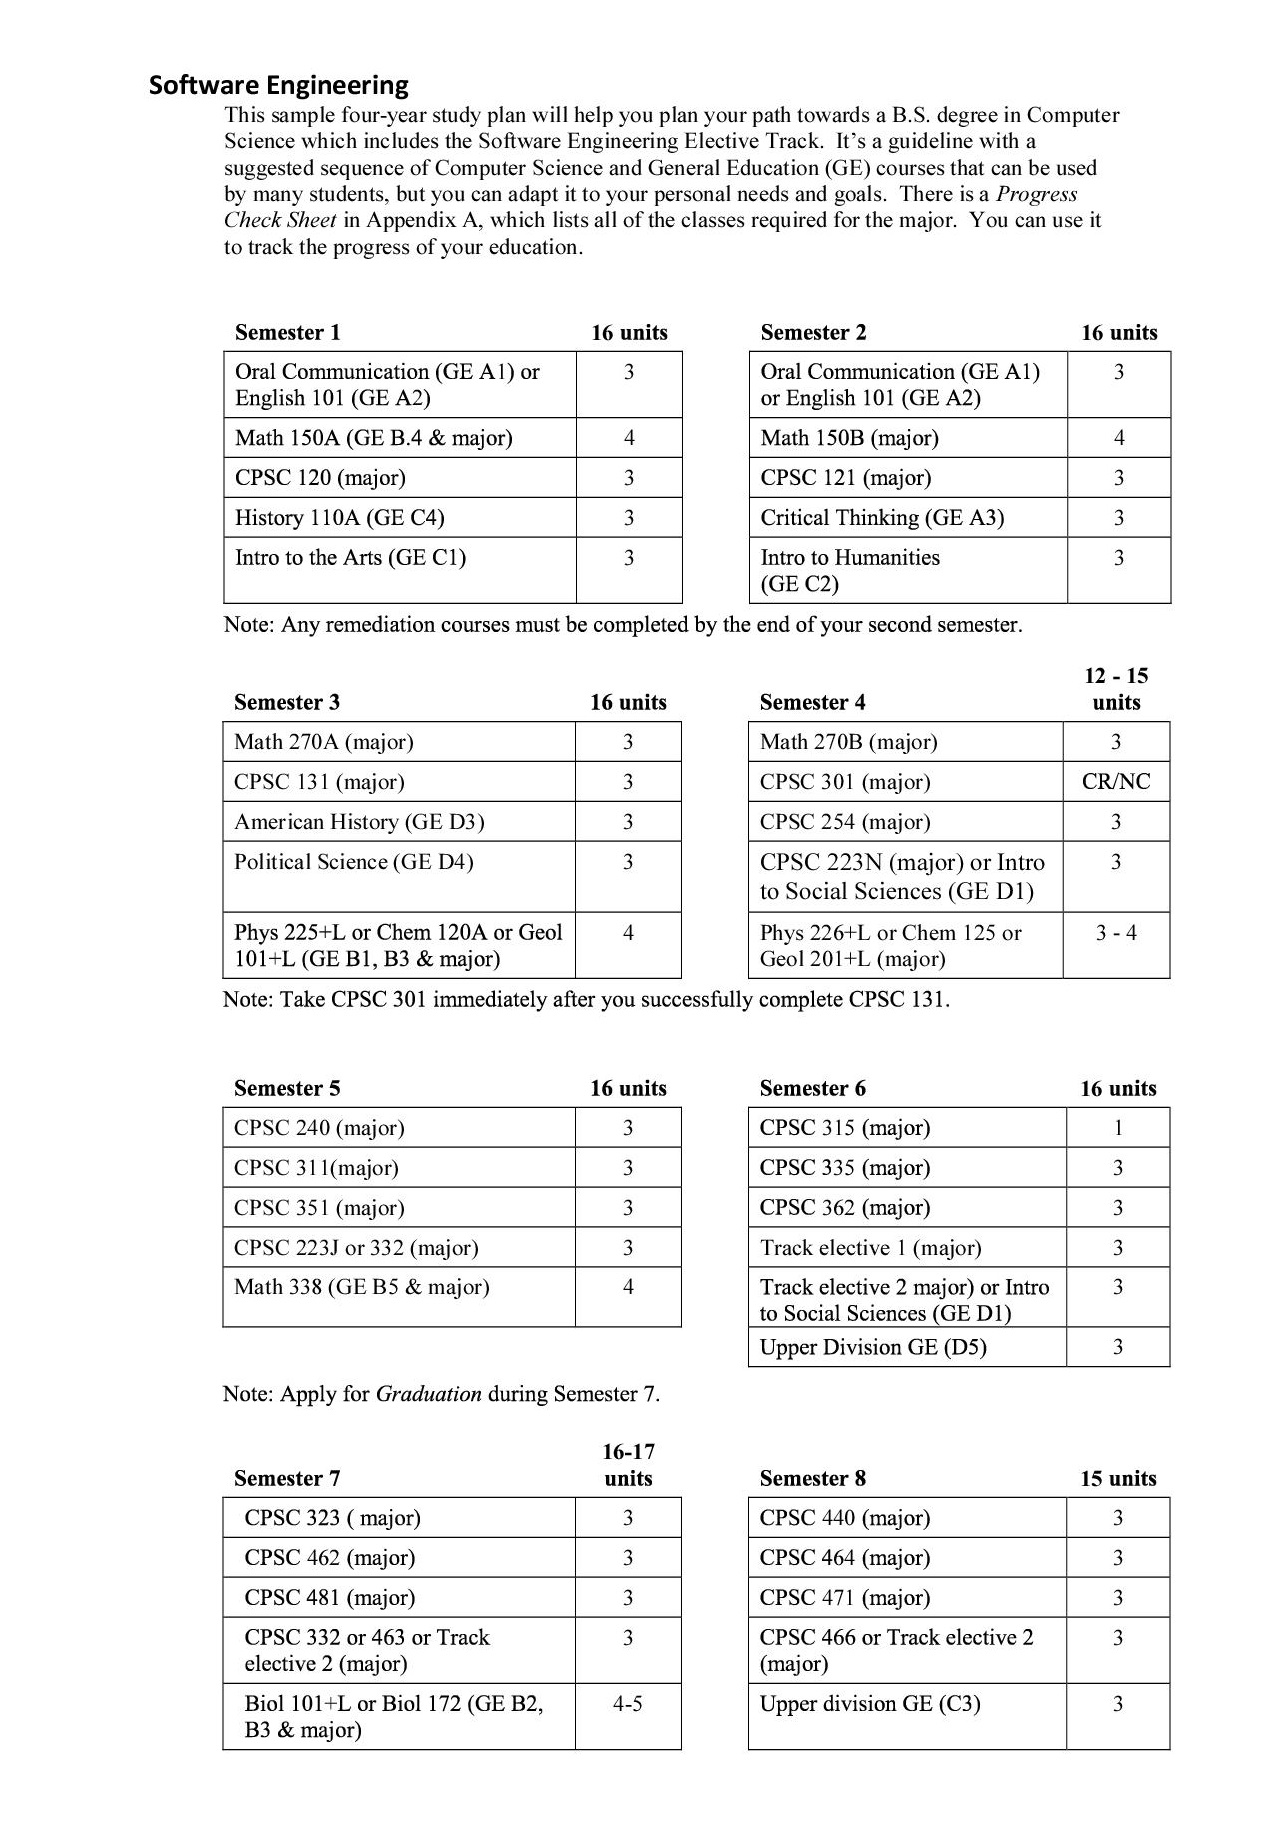 Software Engineering
This sample four-year study plan will help you plan your path towards a B.S. degree in Computer
Science which includes the Software Engineering Elective Track.  It’s a guideline with a
suggested sequence of Computer Science and General Education (GE) courses that can be used
by many students, but you can adapt it to your personal needs and goals.  There is a Progress
Check Sheet in Appendix A, which lists all of the classes required for the major.  You can use it
to track the progress of your education.
Semester 1 16 units
Oral Communication (GE A1) or 3
English 101 (GE A2)
Math 150A (GE B.4 & major) 4
CPSC 120 (major) 3
History 110A (GE C4) 3
Intro to the Arts (GE C1) 3
Semester 2 16 units
Oral Communication (GE A1) 3
or English 101 (GE A2)
Math 150B (major) 4
CPSC 121 (major) 3
Critical Thinking (GE A3) 3
Intro to Humanities 3
(GE C2)
Note: Any remediation courses must be completed by the end of your second semester.
Semester 3 16 units
Math 270A (major) 3
CPSC 131 (major) 3
American History (GE D3) 3
Political Science (GE D4) 3
Phys 225+L or Chem 120A or Geol 4
101+L (GE B1, B3 & major)
12 - 15
Semester 4 units
Math 270B (major) 3
CPSC 301 (major) CR/NC
CPSC 254 (major) 3
CPSC 223N (major) or Intro 3
to Social Sciences (GE D1)
Phys 226+L or Chem 125 or 3 - 4
Geol 201+L (major)
Note: Take CPSC 301 immediately after you successfully complete CPSC 131.
Semester 5 16 units
CPSC 240 (major) 3
CPSC 311(major) 3
CPSC 351 (major) 3
CPSC 223J or 332 (major) 3
Math 338 (GE B5 & major) 4
Semester 6 16 units
CPSC 315 (major) 1
CPSC 335 (major) 3
CPSC 362 (major) 3
Track elective 1 (major) 3
Track elective 2 major) or Intro 3
to Social Sciences (GE D1)
Upper Division GE (D5) 3
Note: Apply for Graduation during Semester 7.
16-17
Semester 7 units
CPSC 323 ( major) 3
CPSC 462 (major) 3
CPSC 481 (major) 3
CPSC 332 or 463 or Track 3
elective 2 (major)
Biol 101+L or Biol 172 (GE B2, 4-5
B3 & major)
Semester 8 15 units
CPSC 440 (major) 3
CPSC 464 (major) 3
CPSC 471 (major) 3
CPSC 466 or Track elective 2 3
(major)
Upper division GE (C3) 3